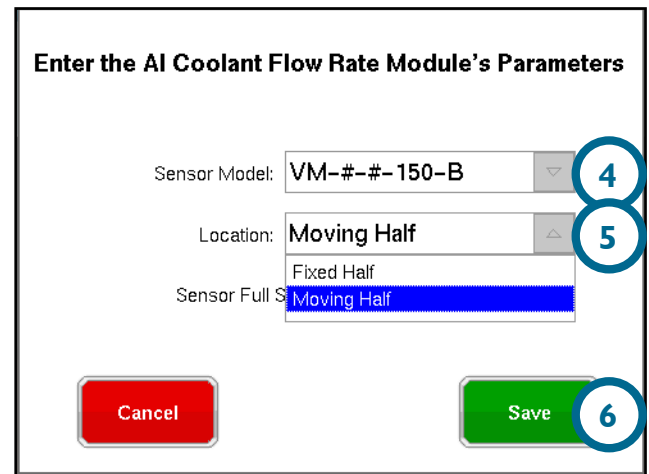 Enter the AI Coolant Flow Rate Module's Parameters
Sensor Model: VM-#-#-150-B 4
Location: Moving Half 5
Fixed Half
Sensor Full S Moving Half
Cancel Save 6